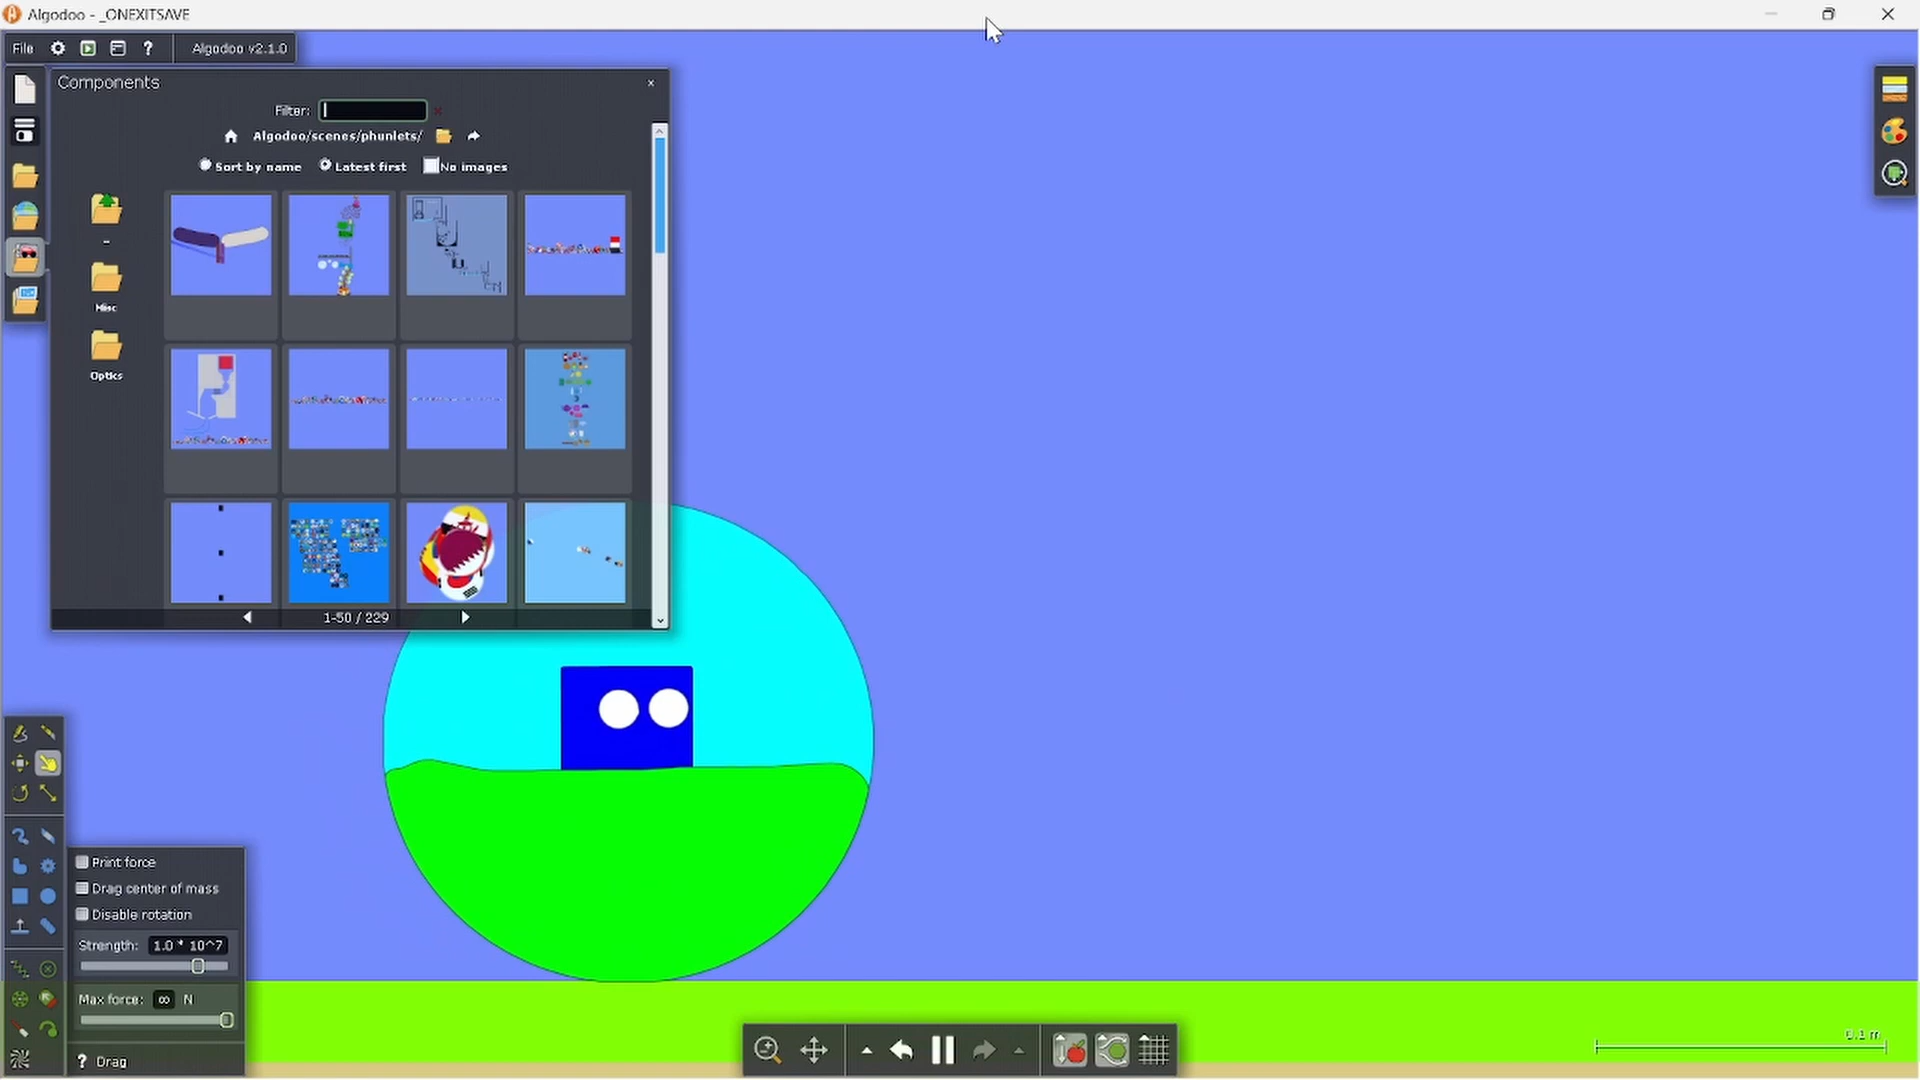 Algodoo - _ONEXITSAVE
File
?
Algodoo v2.1.0
Components
Filter:
Algodoo/scenes/phunlets/
Sort by name
Latest first
No images
..
Misc
Optics
1-50 / 229
Print force
Drag center of mass
Disable rotation
Strength: 1.0 * 10^7
Max force: ∞ N
? Drag
0.1 m